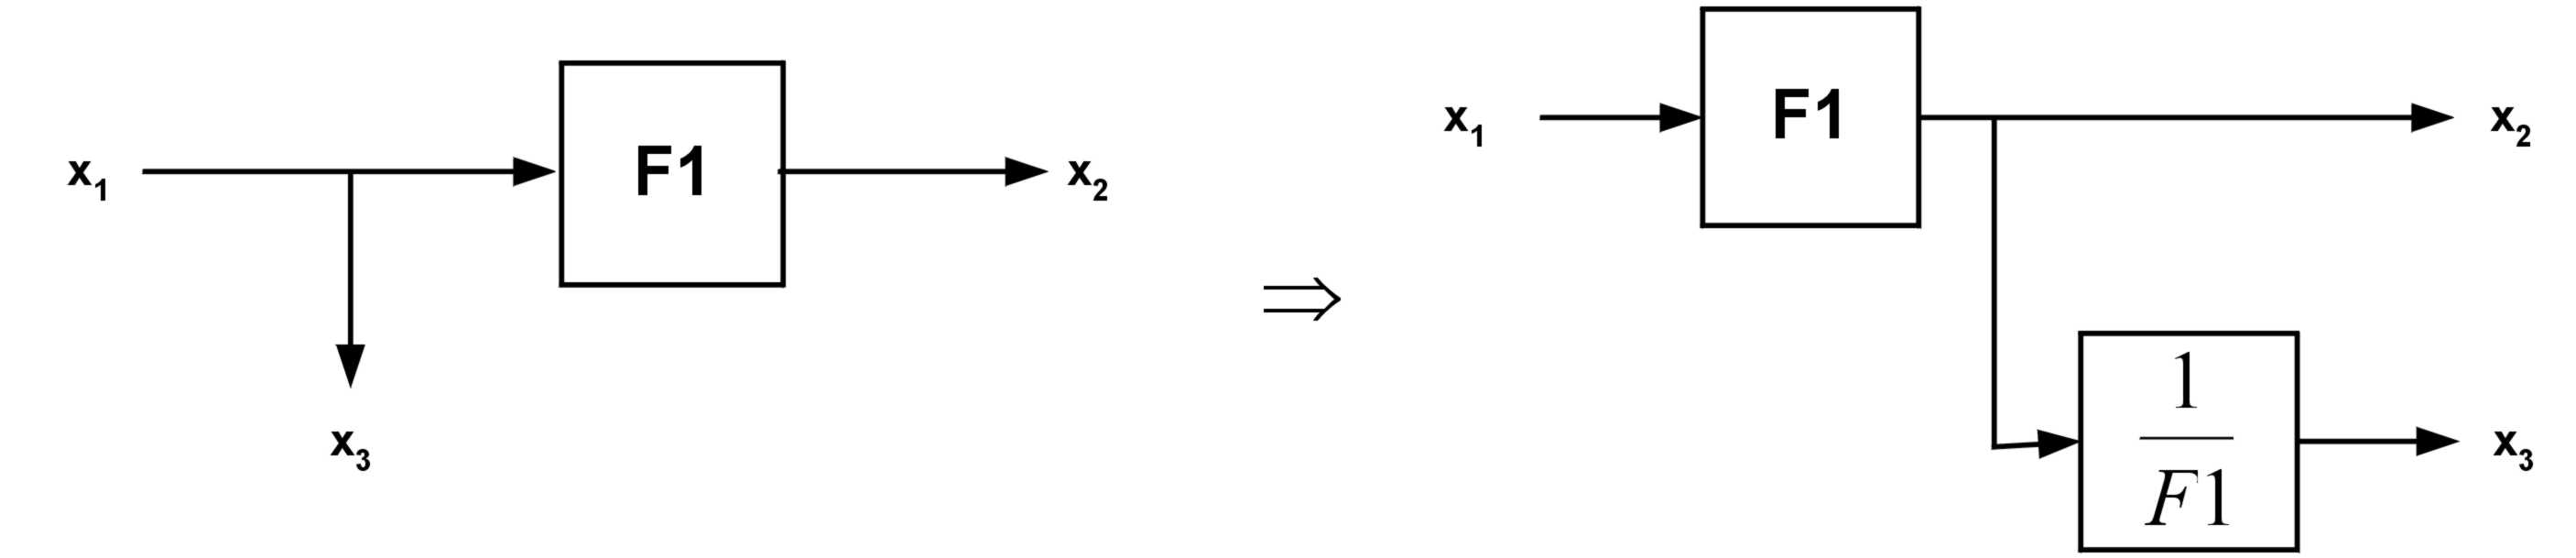 x₁ F1 x₂
x₃
⇒
x₁ F1 x₂
1
F1
x₃